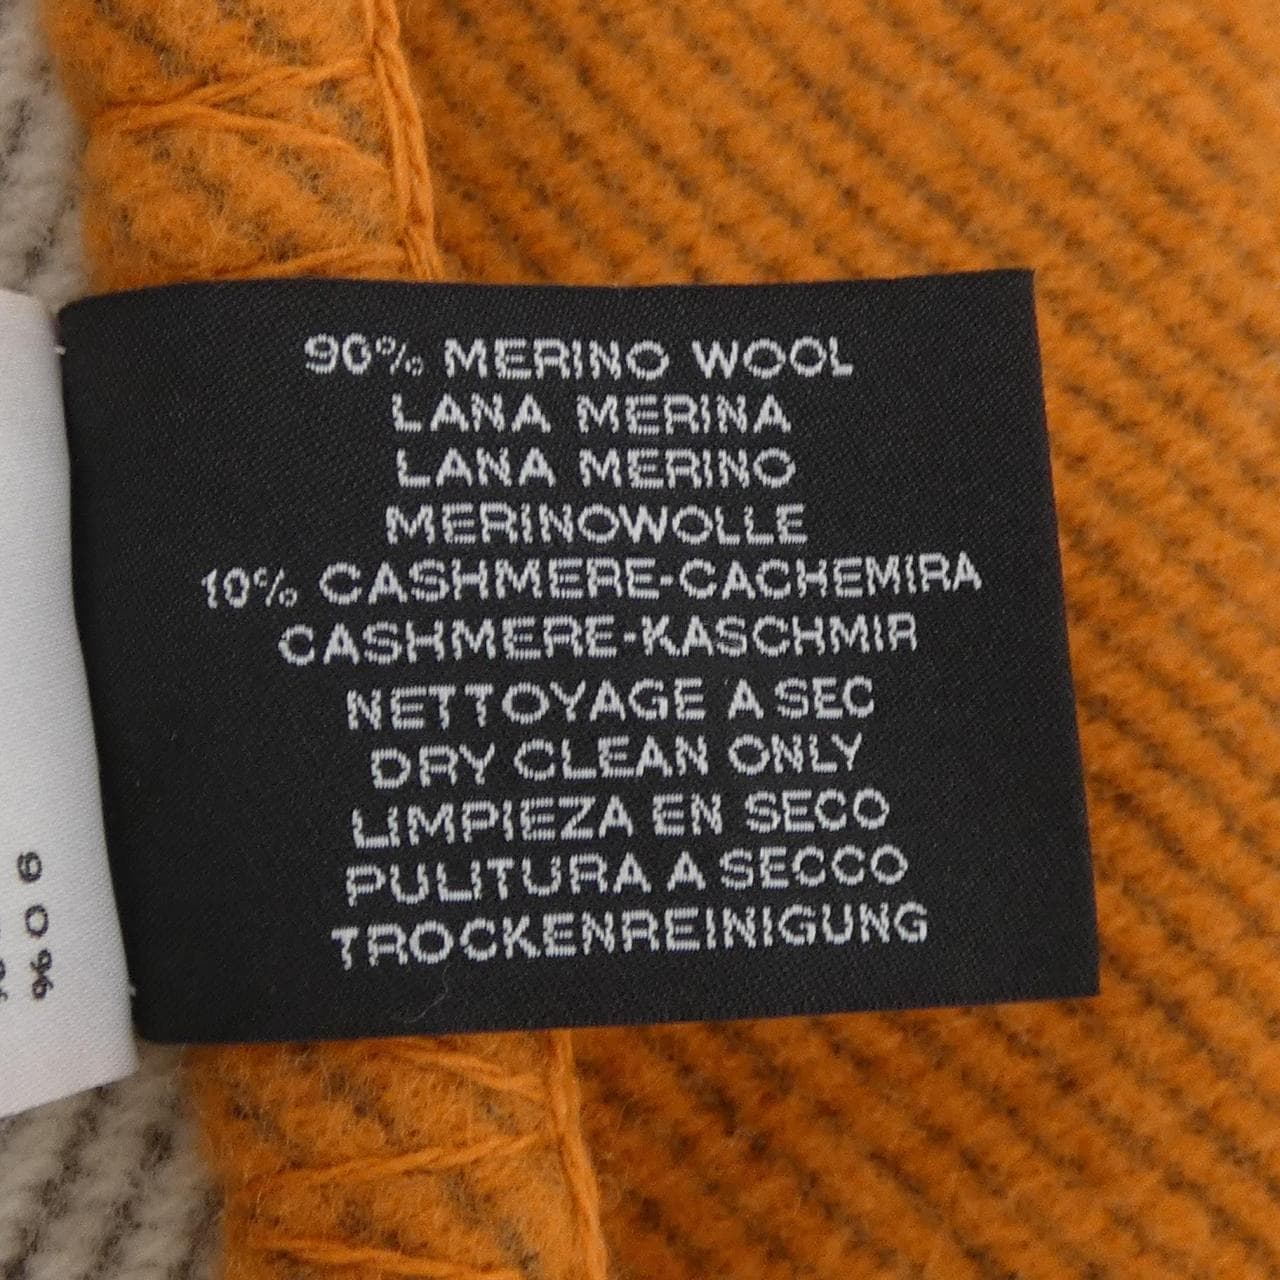 90% MERINO WOOL
LANA MERINA
LANA MERINO
MERINOWOLLE
10% CASHMERE-CACHEMIRA
CASHMERE-KASCHMIR
NETTOYAGE A SEC
DRY CLEAN ONLY
LIMPIEZA EN SECO
PULITURA A SECCO
TROCKENREINIGUNG